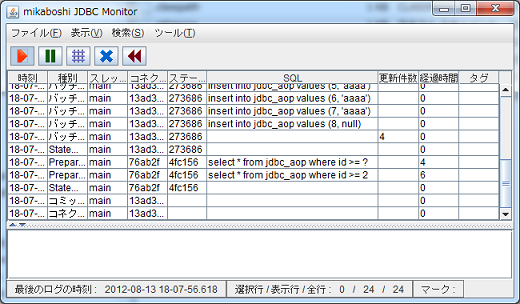 mikaboshi JDBC Monitor
ファイル(F) 表示(V) 検索(S) ツール(T)
時刻 種別 スレッ... コネク... ステー... SQL 更新件数 経過時間 タグ
18-07-... バッチ... main 13ad3... 273686 insert into jdbc_aop values (5, 'aaaa') 0
18-07-... バッチ... main 13ad3... 273686 insert into jdbc_aop values (6, 'aaaa') 0
18-07-... バッチ... main 13ad3... 273686 insert into jdbc_aop values (7, 'aaaa') 0
18-07-... バッチ... main 13ad3... 273686 insert into jdbc_aop values (8, null) 0
18-07-... バッチ... main 13ad3... 273686 4 0
18-07-... State... main 13ad3... 273686 0
18-07-... Prepar... main 76ab2f 4fc156 select * from jdbc_aop where id >= ? 4
18-07-... Prepar... main 76ab2f 4fc156 select * from jdbc_aop where id >= 2 6
18-07-... State... main 76ab2f 4fc156 0
18-07-... コミッ... main 13ad3... 0
18-07-... コネク... main 13ad3... 0
最後のログの時刻 : 2012-08-13 18-07-56.618 選択行 / 表示行 / 全行 : 0 / 24 / 24 マーク :